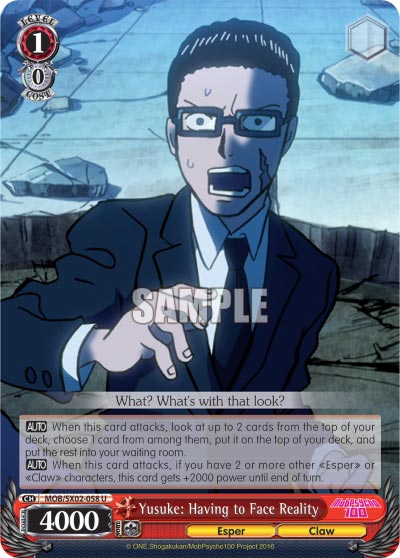 LEVEL
1
0
COST
SAMPLE
What? What's with that look?
AUTO When this card attacks, look at up to 2 cards from the top of
your deck, choose 1 card from among them, put it on the top of your deck, and
put the rest into your waiting room.
AUTO When this card attacks, if you have 2 or more other «Esper» or
«Claw» characters, this card gets +2000 power until end of turn.
CH MOB/SX02-058 U
Yusuke: Having to Face Reality
MobPsycho
100
POWER
4000
Esper
Claw
© ONE,Shogakukan/MobPsycho100 Project 2016